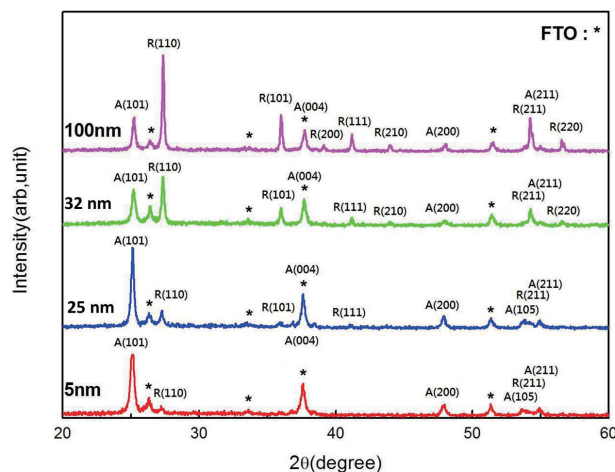 FTO : *
R(110)
A(101)
*
*
R(101)
A(004)
*
R(200)
R(111)
R(210)
A(200)
*
A(211)
R(211)
R(220)
100nm
A(101)
*
R(110)
*
R(101)
A(004)
*
R(111)
R(210)
A(200)
*
A(211)
R(211)
R(220)
32 nm
A(101)
*
R(110)
*
R(101)
A(004)
*
R(111)
A(200)
*
A(211)
R(211)
A(105)
25 nm
A(101)
*
R(110)
*
A(004)
*
A(200)
*
A(211)
R(211)
A(105)
5nm
Intensity(arb,unit)
20 30 40 50 60
2θ(degree)